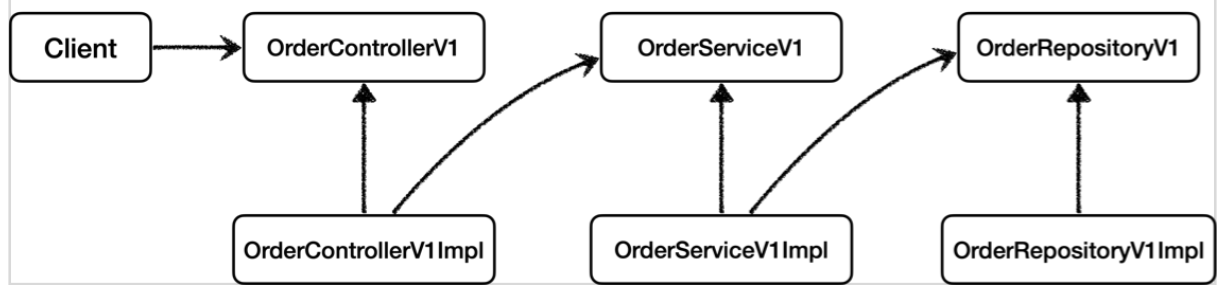 Client
OrderControllerV1
OrderServiceV1
OrderRepositoryV1
OrderControllerV1Impl
OrderServiceV1Impl
OrderRepositoryV1Impl